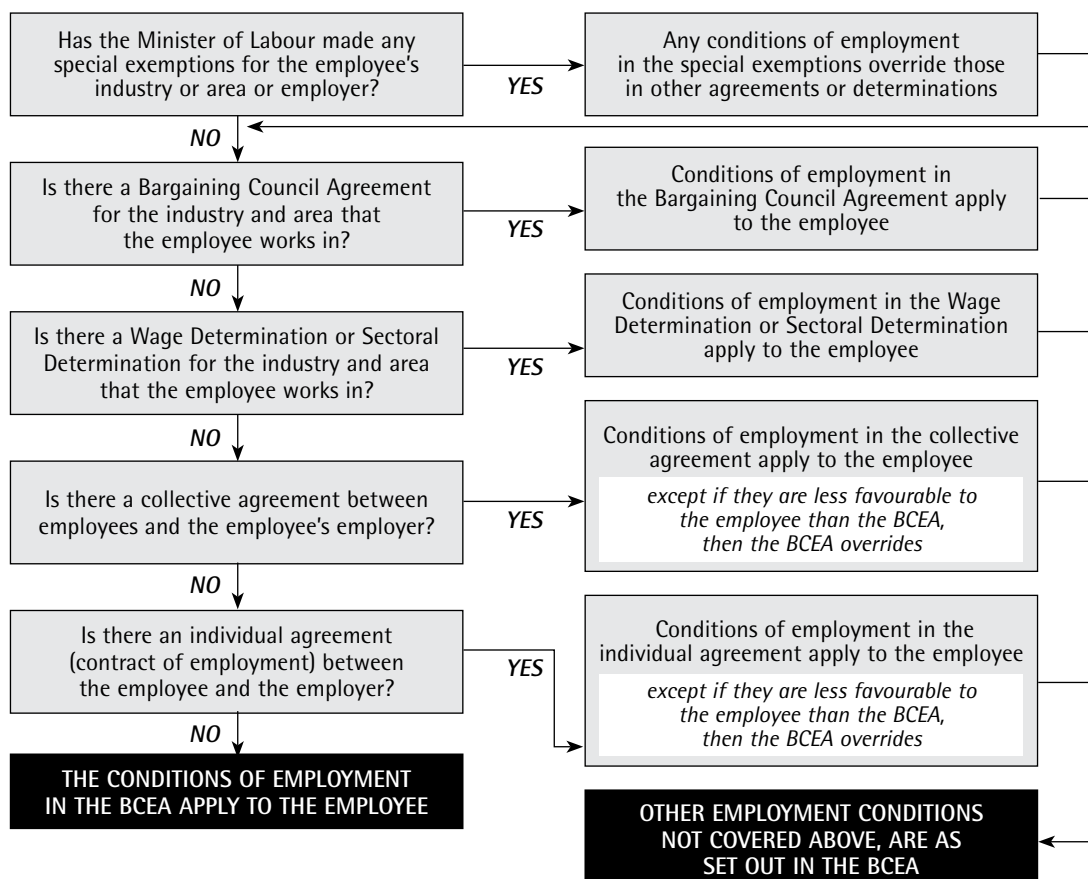 Has the Minister of Labour made any
special exemptions for the employee's
industry or area or employer?
YES
Any conditions of employment
in the special exemptions override those
in other agreements or determinations
NO
Is there a Bargaining Council Agreement
for the industry and area that
the employee works in?
YES
Conditions of employment in
the Bargaining Council Agreement apply
to the employee
NO
Is there a Wage Determination or Sectoral
Determination for the industry and area
that the employee works in?
YES
Conditions of employment in the Wage
Determination or Sectoral Determination
apply to the employee
NO
Is there a collective agreement between
employees and the employee's employer?
YES
Conditions of employment in the collective
agreement apply to the employee
except if they are less favourable to
the employee than the BCEA,
then the BCEA overrides
NO
Is there an individual agreement
(contract of employment) between
the employee and the employer?
YES
Conditions of employment in the
individual agreement apply to the employee
except if they are less favourable to
the employee than the BCEA,
then the BCEA overrides
NO
THE CONDITIONS OF EMPLOYMENT
IN THE BCEA APPLY TO THE EMPLOYEE
OTHER EMPLOYMENT CONDITIONS
NOT COVERED ABOVE, ARE AS
SET OUT IN THE BCEA